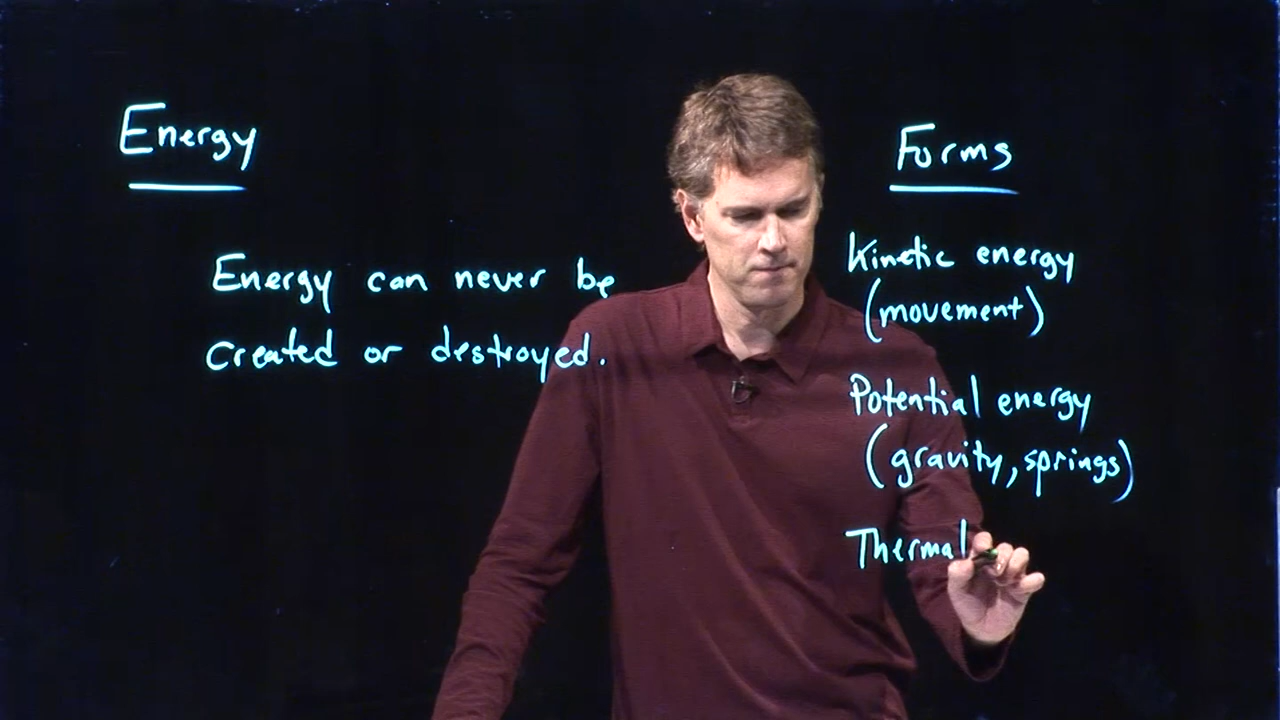 Energy
Energy can never be
created or destroyed.
Forms
Kinetic energy
(movement)
Potential energy
(gravity, springs)
Thermal